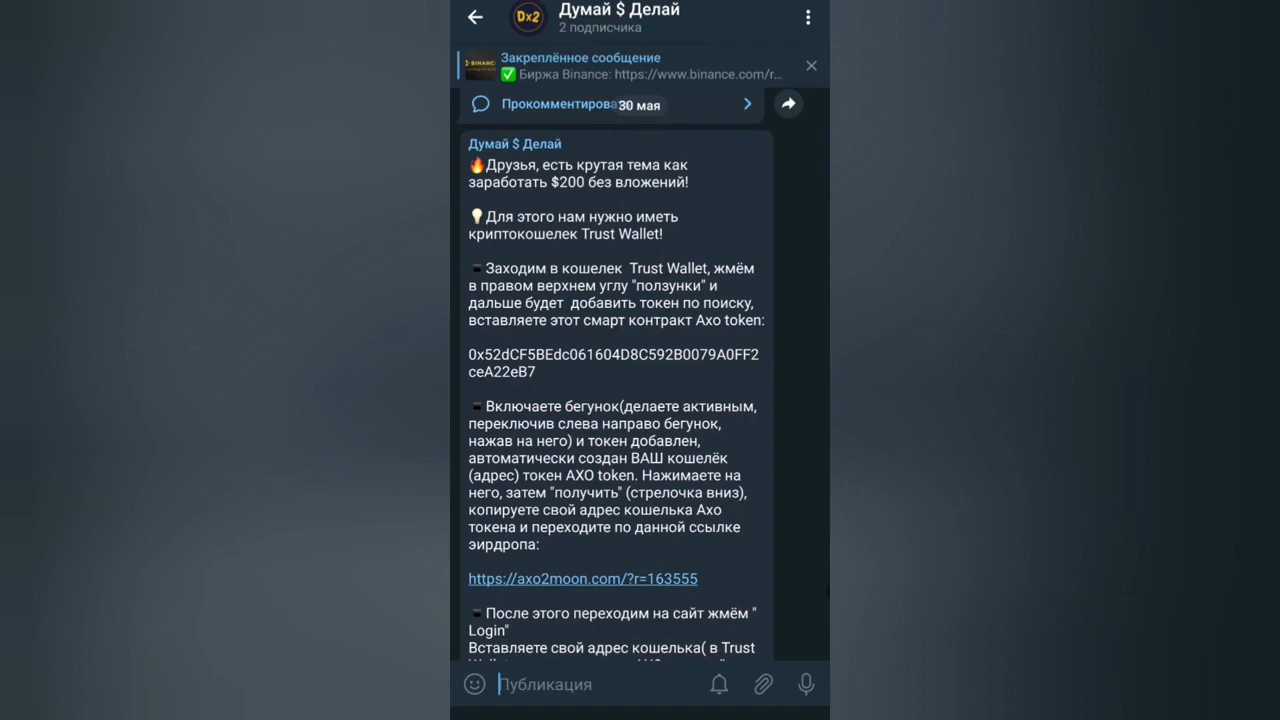 Думай $ Делай
Dx2
2 подписчика
Закреплённое сообщение
BINANCE
✅ Биржа Binance: https://www.binance.com/r...
Прокомментирова
30 мая
Думай $ Делай
🔥Друзья, есть крутая тема как
заработать $200 без вложений!
💡Для этого нам нужно иметь
криптокошелек Trust Wallet!
▪️Заходим в кошелек Trust Wallet, жмём
в правом верхнем углу "ползунки" и
дальше будет добавить токен по поиску,
вставляете этот смарт контракт Axo token:
0x52dCF5BEdc061604D8C592B0079A0FF2
ceA22eB7
▪️Включаете бегунок(делаете активным,
переключив слева направо бегунок,
нажав на него) и токен добавлен,
автоматически создан ВАШ кошелёк
(адрес) токен AXO token. Нажимаете на
него, затем "получить" (стрелочка вниз),
копируете свой адрес кошелька Axo
токена и переходите по данной ссылке
эирдропа:
https://axo2moon.com/?r=163555
▪️После этого переходим на сайт жмём "
Login"
Вставляете свой адрес кошелька( в Trust
Публикация